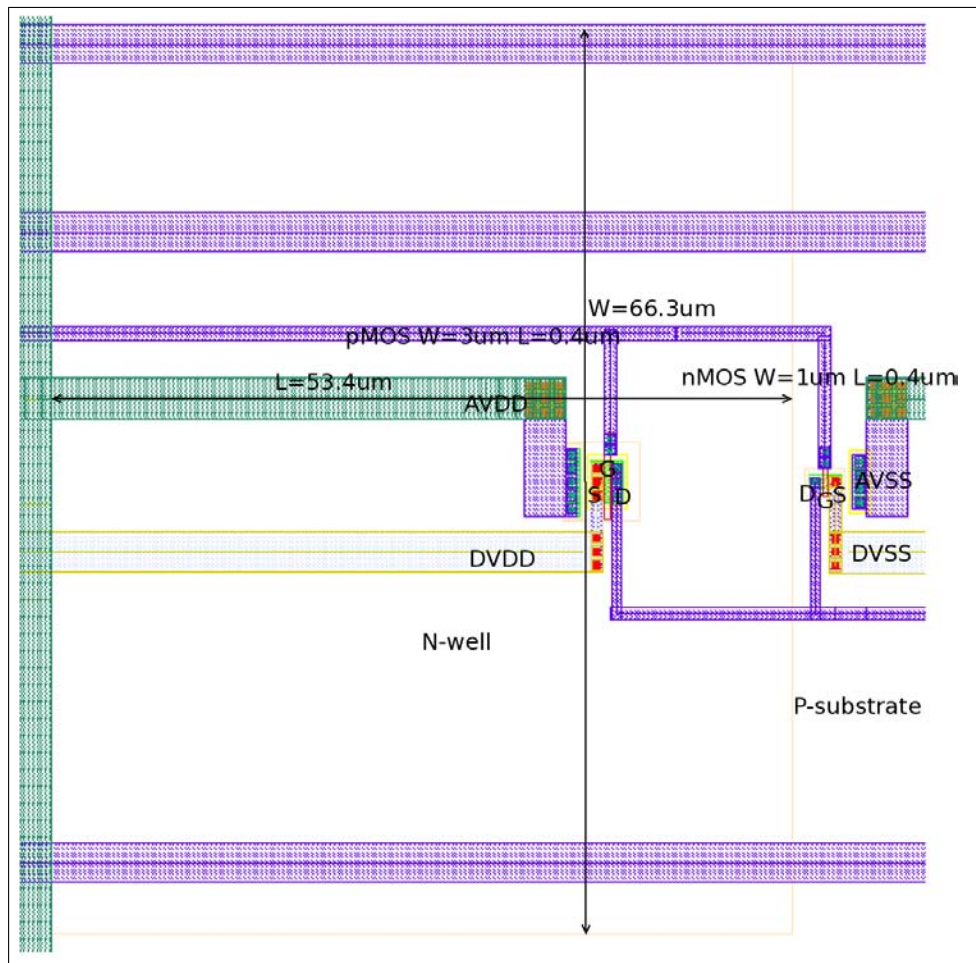 W=66.3um
pMOS W=3um L=0.4um
nMOS W=1um L=0.4um
L=53.4um
AVDD
G
S
D
D
G
S
AVSS
DVDD
DVSS
N-well
P-substrate